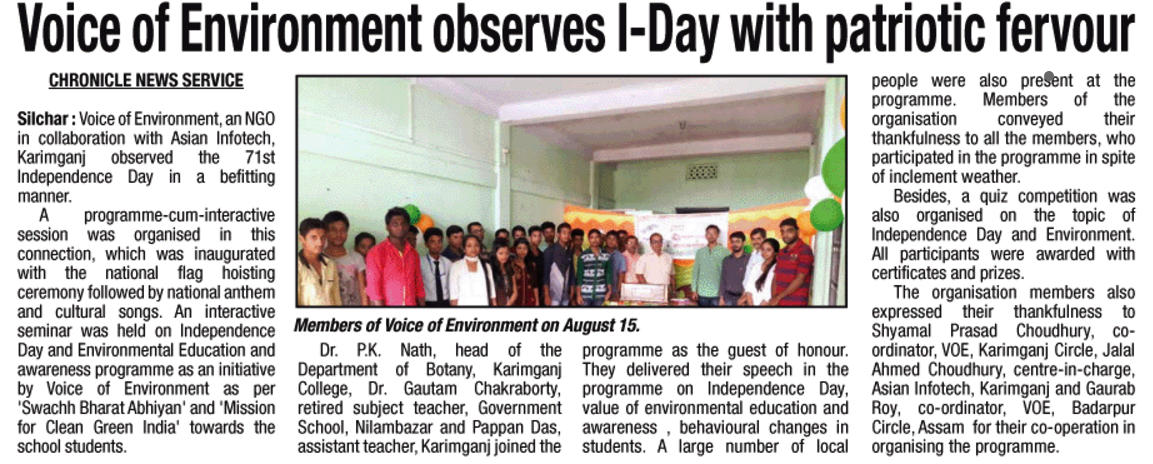 Voice of Environment observes I-Day with patriotic fervour
CHRONICLE NEWS SERVICE
Silchar : Voice of Environment, an NGO
in collaboration with Asian Infotech,
Karimganj observed the 71st
Independence Day in a befitting
manner.
A programme-cum-interactive
session was organised in this
connection, which was inaugurated
with the national flag hoisting
ceremony followed by national anthem
and cultural songs. An interactive
seminar was held on Independence
Day and Environmental Education and
awareness programme as an initiative
by Voice of Environment as per
'Swachh Bharat Abhiyan' and 'Mission
for Clean Green India' towards the
school students.
Members of Voice of Environment on August 15.
Dr. P.K. Nath, head of the
Department of Botany, Karimganj
College, Dr. Gautam Chakraborty,
retired subject teacher, Government
School, Nilambazar and Pappan Das,
assistant teacher, Karimganj joined the
programme as the guest of honour.
They delivered their speech in the
programme on Independence Day,
value of environmental education and
awareness , behavioural changes in
students. A large number of local
people were also present at the
programme. Members of the
organisation conveyed their
thankfulness to all the members, who
participated in the programme in spite
of inclement weather.
Besides, a quiz competition was
also organised on the topic of
Independence Day and Environment.
All participants were awarded with
certificates and prizes.
The organisation members also
expressed their thankfulness to
Shyamal Prasad Choudhury, co-
ordinator, VOE, Karimganj Circle, Jalal
Ahmed Choudhury, centre-in-charge,
Asian Infotech, Karimganj and Gaurab
Roy, co-ordinator, VOE, Badarpur
Circle, Assam for their co-operation in
organising the programme.